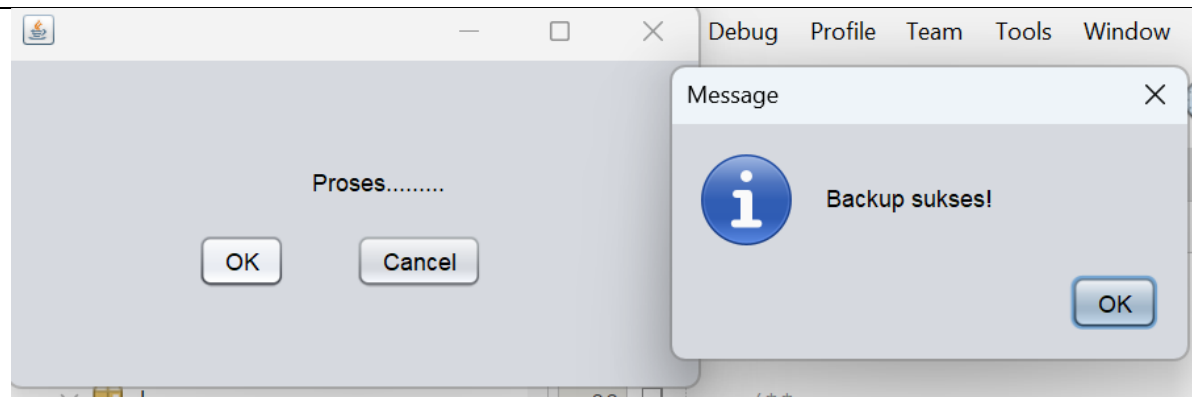 Debug Profile Team Tools Window
Message
Proses.........
Backup sukses!
OK Cancel
OK
/**